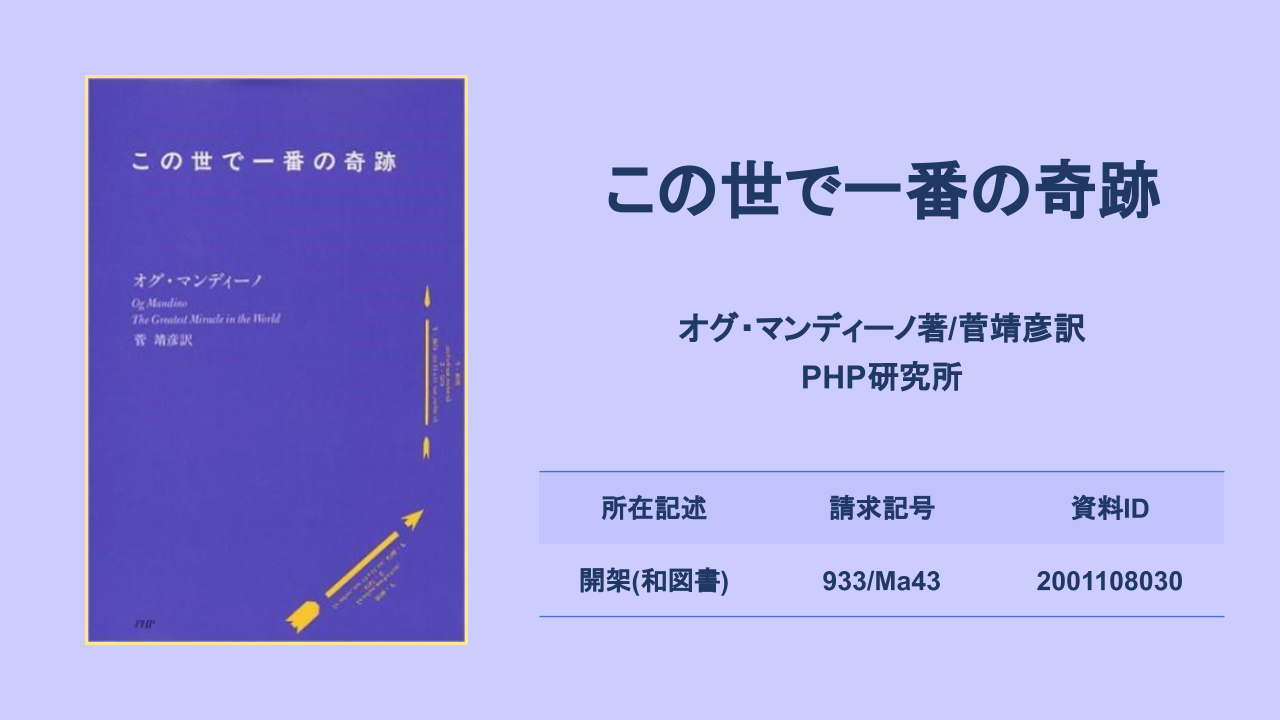 この世で一番の奇跡
オグ・マンディーノ
Og Mandino
The Greatest Miracle in the World
菅 靖彦訳
PHP
この世で一番の奇跡
オグ・マンディーノ著/菅靖彦訳
PHP研究所
所在記述 請求記号 資料ID
開架(和図書) 933/Ma43 2001108030